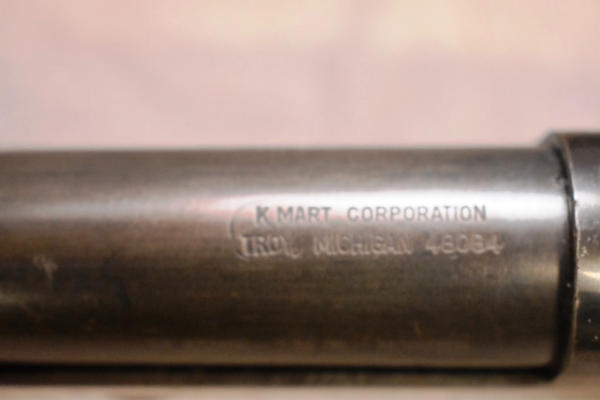 K MART CORPORATION
TROY, MICHIGAN 48084